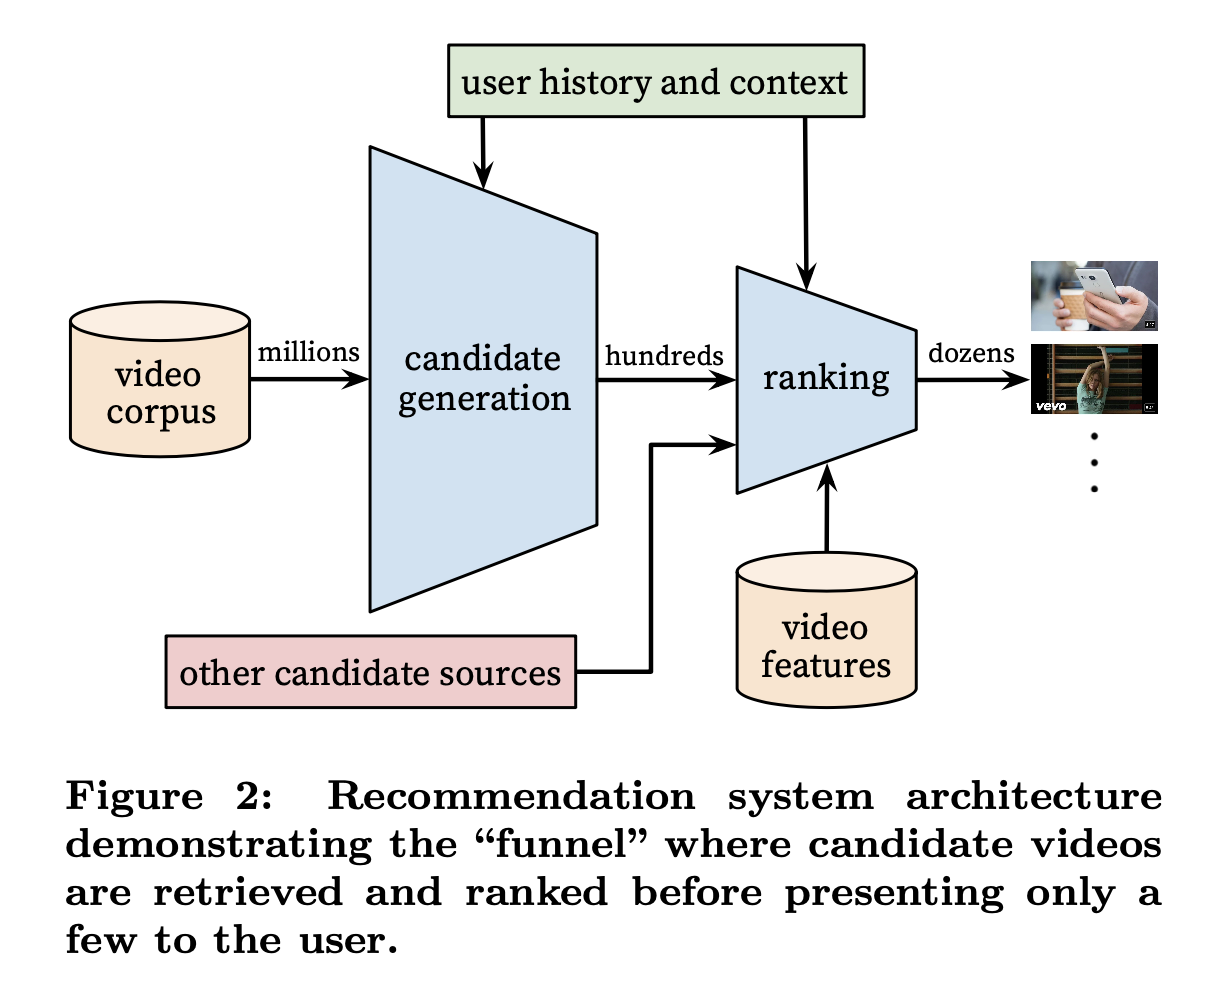 user history and context
video
corpus
millions
candidate
generation
hundreds
ranking
dozens
vevo
other candidate sources
video
features
Figure 2: Recommendation system architecture
demonstrating the “funnel” where candidate videos
are retrieved and ranked before presenting only a
few to the user.